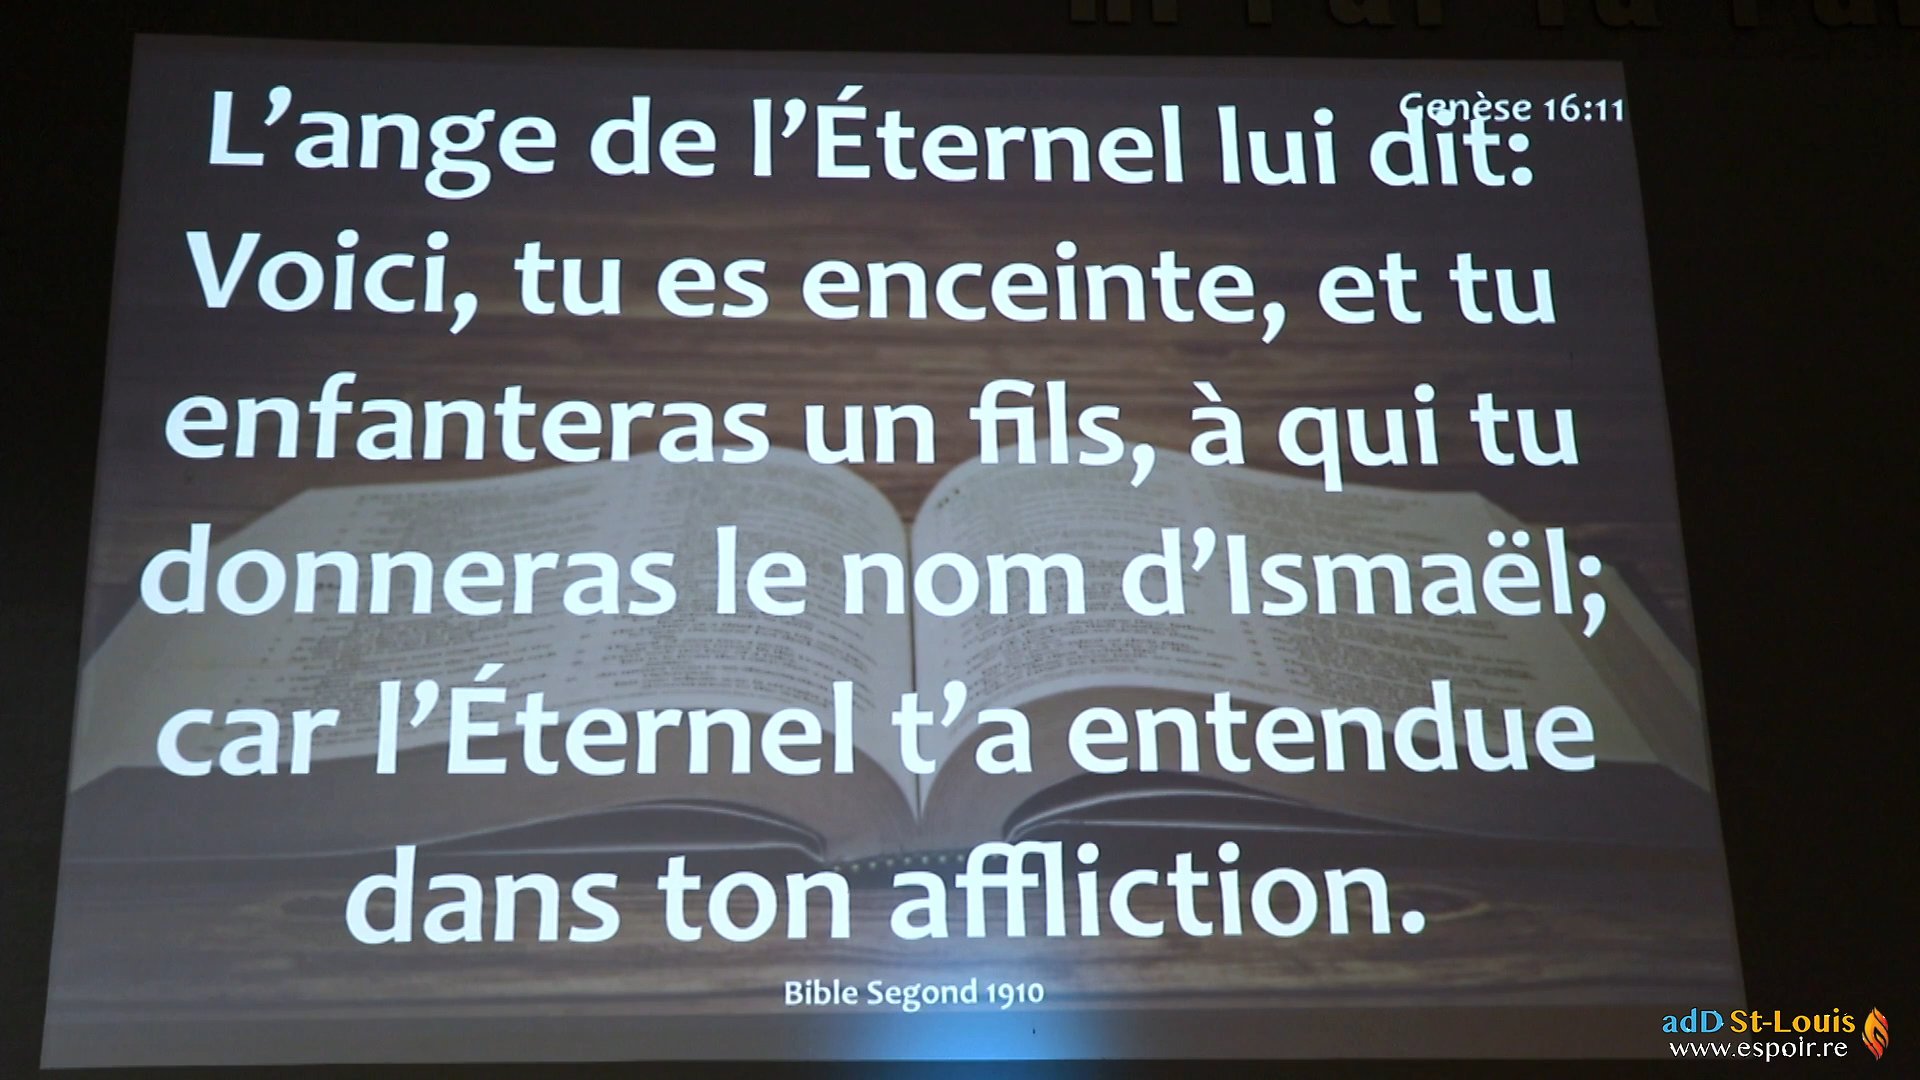 Genèse 16:11
L’ange de l’Éternel lui dit:
Voici, tu es enceinte, et tu
enfanteras un fils, à qui tu
donneras le nom d’Ismaël;
car l’Éternel t’a entendue
dans ton affliction.
Bible Segond 1910
adD St-Louis
www.espoir.re